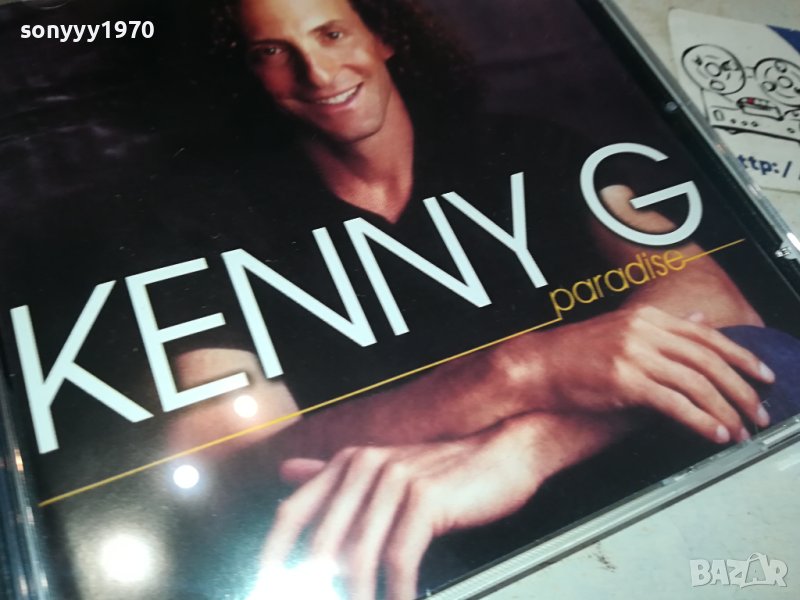 sonyyy1970
KENNY G
paradise
http://
BAZAR